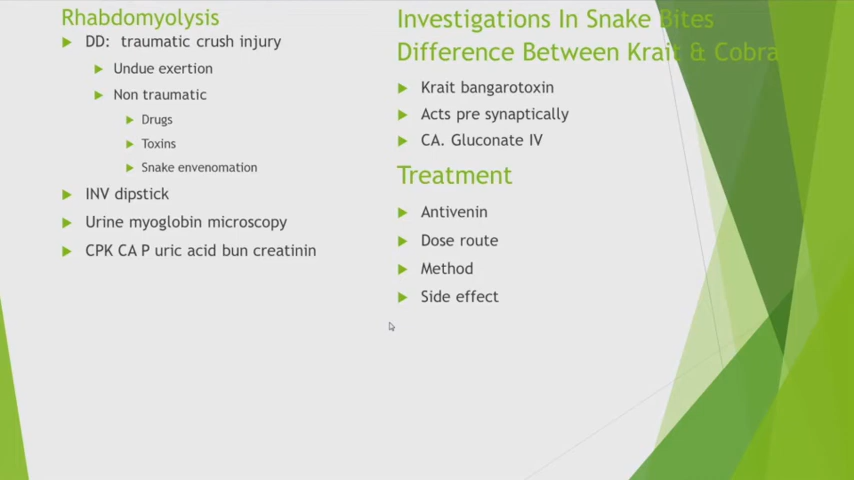 Rhabdomyolysis
DD: traumatic crush injury
Undue exertion
Non traumatic
Drugs
Toxins
Snake envenomation
INV dipstick
Urine myoglobin microscopy
CPK CA P uric acid bun creatinin
Investigations In Snake Bites
Difference Between Krait & Cobra
Krait bangarotoxin
Acts pre synaptically
CA. Gluconate IV
Treatment
Antivenin
Dose route
Method
Side effect